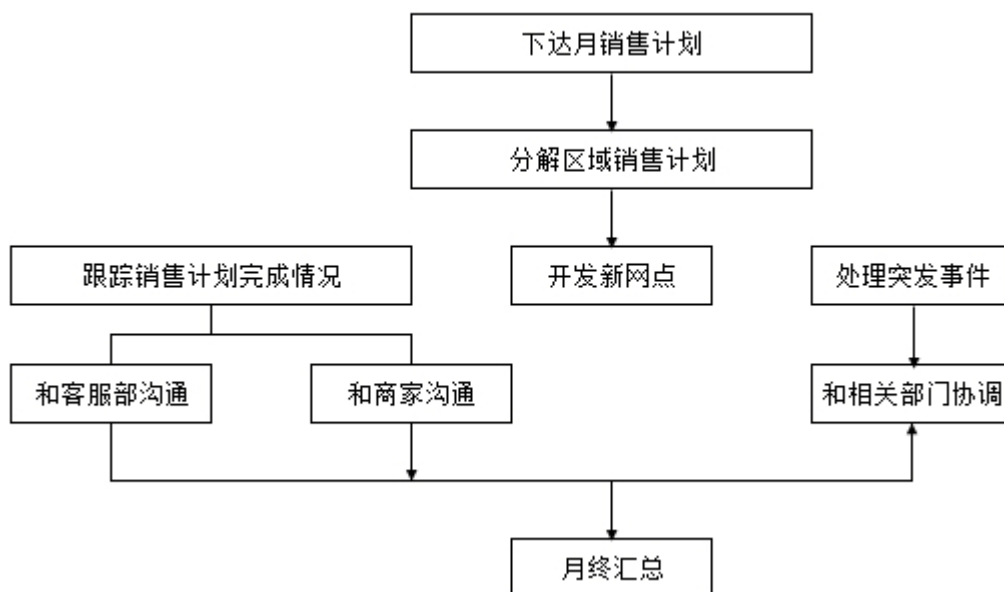 下达月销售计划
分解区域销售计划
跟踪销售计划完成情况
开发新网点
处理突发事件
和客服部沟通
和商家沟通
和相关部门协调
月终汇总